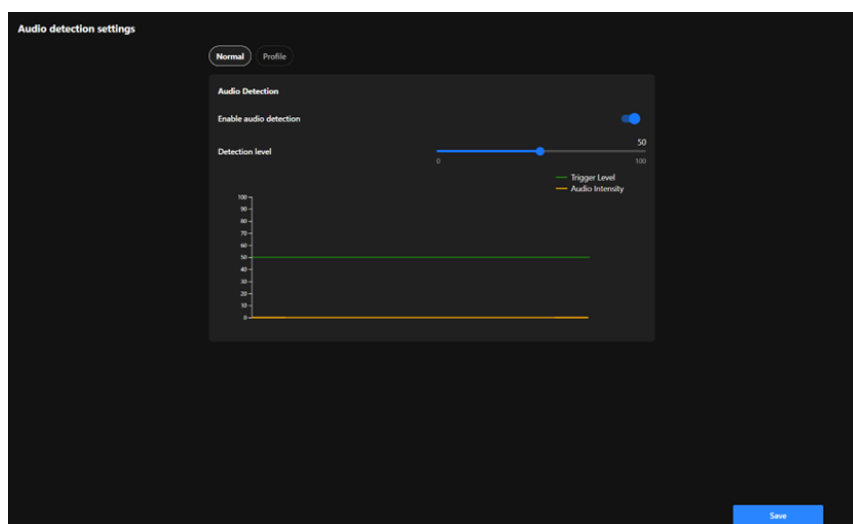 Audio detection settings
Normal Profile
Audio Detection
Enable audio detection
50
Detection level
0 100
Trigger Level
Audio Intensity
100
90
80
70
60
50
40
30
20
10
0
Save